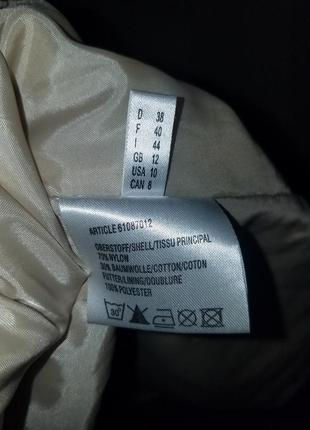 D 38
F 40
I 44
GB 12
USA 10
CAN 8
ARTICLE 61087012
OBERSTOFF/SHELL/TISSU PRINCIPAL
70% NYLON
30% BAUMWOLLE/COTTON/COTON
FUTTER/LINING/DOUBLURE
100% POLYESTER
30°